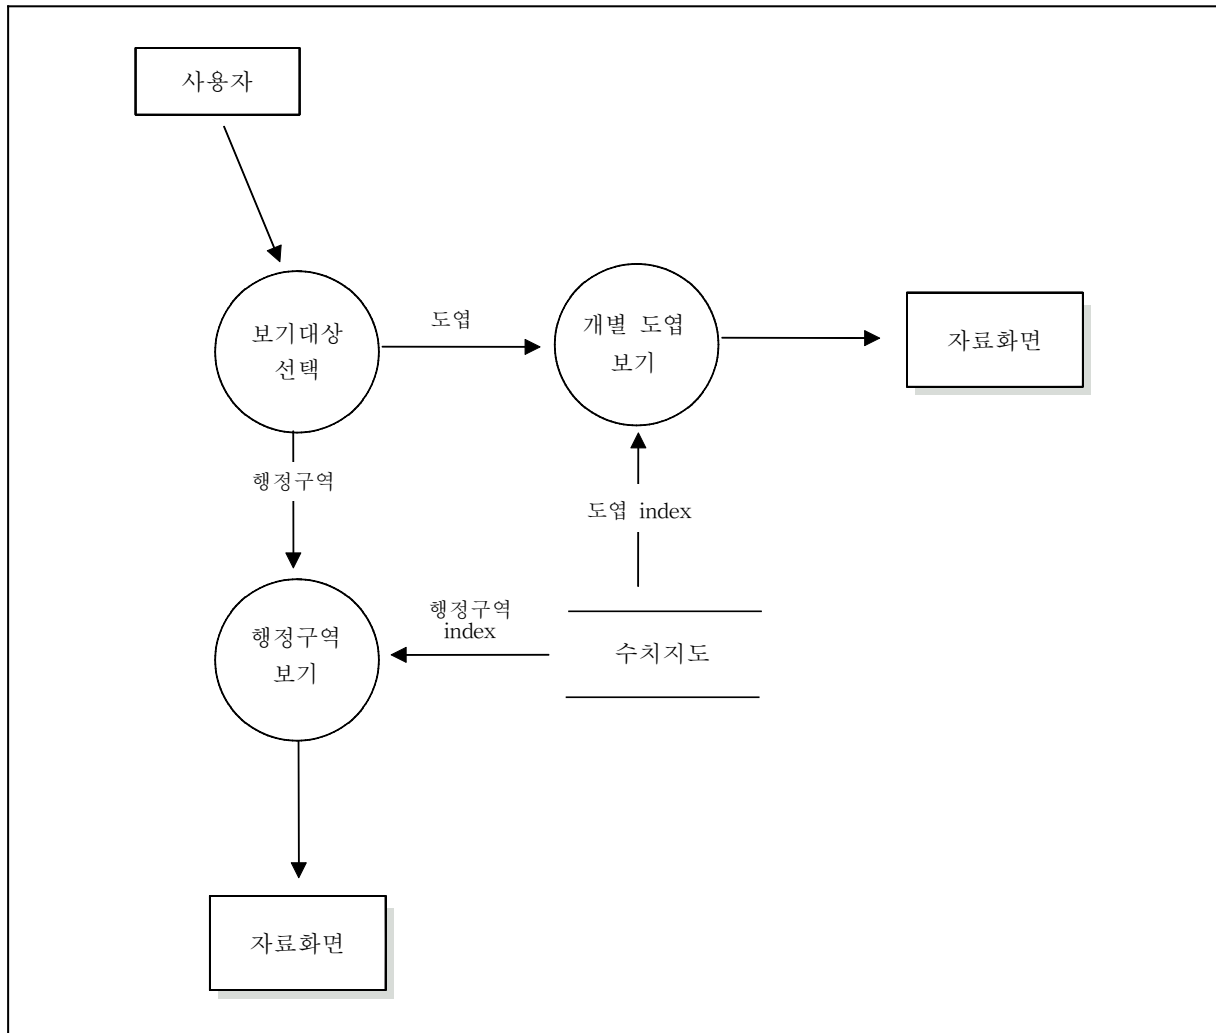 사용자
보기대상
선택
도엽
개별 도엽
보기
자료화면
행정구역
도엽 index
행정구역
보기
행정구역
index
수치지도
자료화면